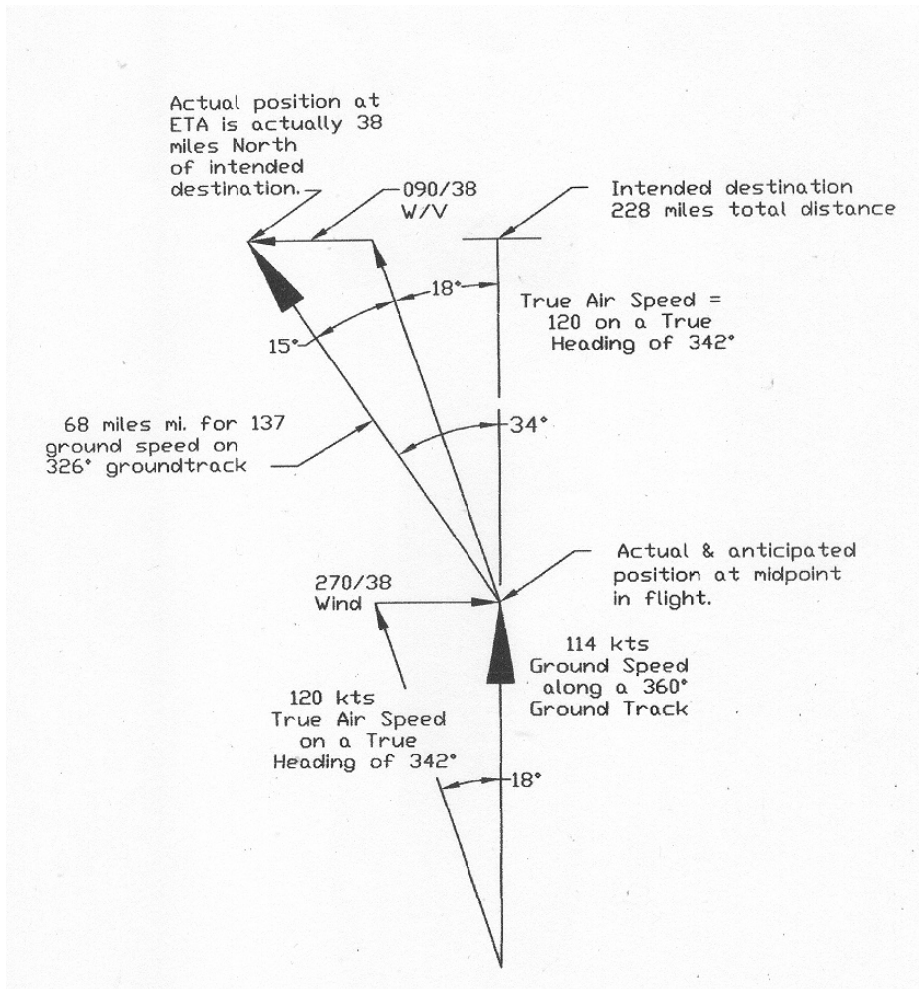 Actual position at
ETA is actually 38
miles North
of intended
destination.
090/38
W/V
Intended destination
228 miles total distance
18°
True Air Speed =
120 on a True
Heading of 342°
15°
68 miles mi. for 137
ground speed on
326° groundtrack
34°
Actual & anticipated
position at midpoint
in flight.
270/38
Wind
114 kts
Ground Speed
along a 360°
Ground Track
120 kts
True Air Speed
on a True
Heading of 342°
18°